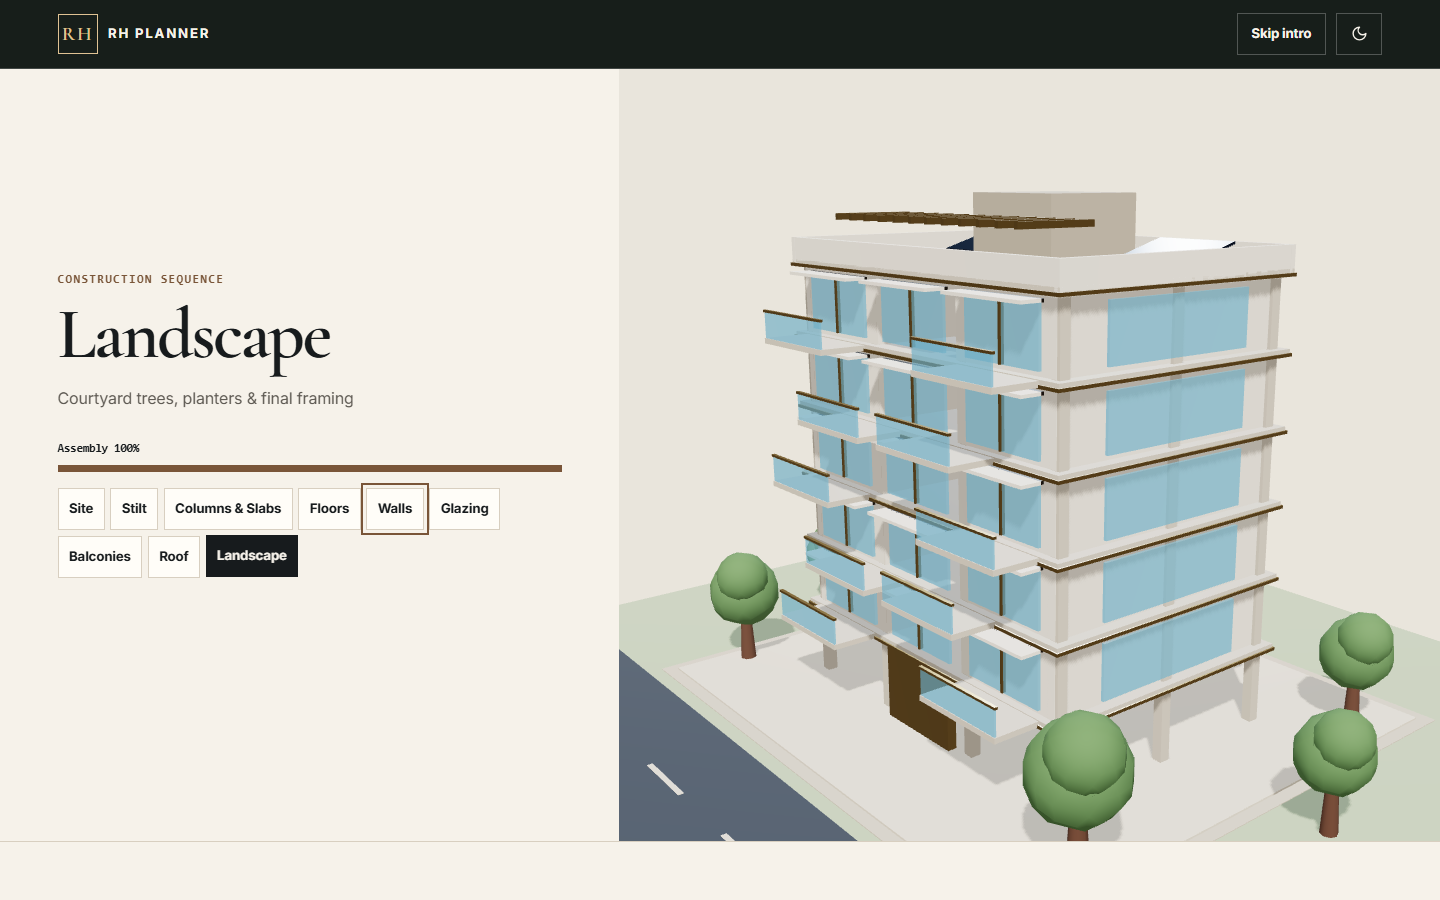 RH RH PLANNER Skip intro
CONSTRUCTION SEQUENCE
Landscape
Courtyard trees, planters & final framing
Assembly 100%
Site Stilt Columns & Slabs Floors Walls Glazing
Balconies Roof Landscape